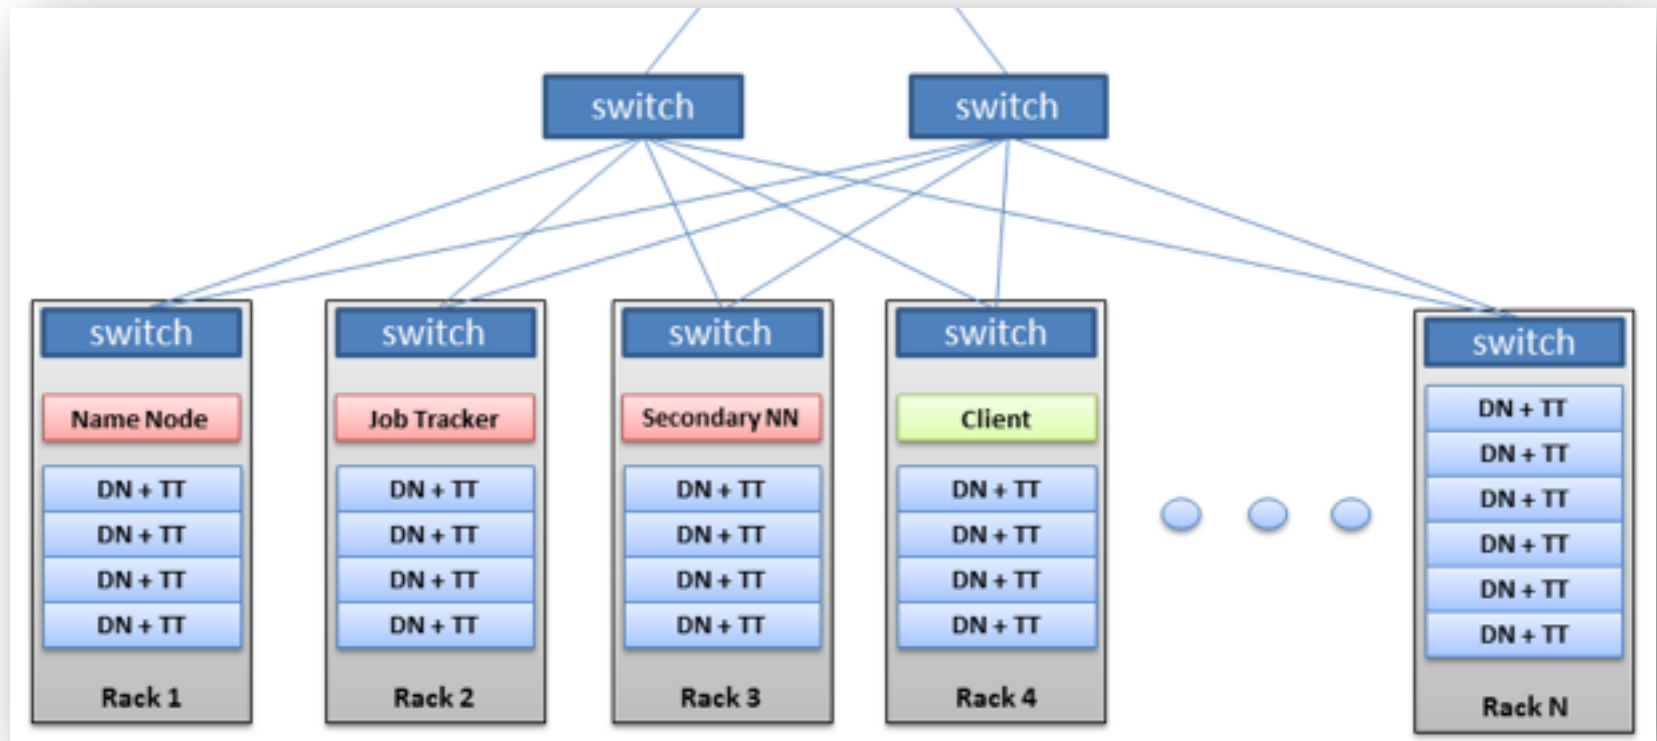 switch
switch
switch
Name Node
DN + TT
DN + TT
DN + TT
DN + TT
Rack 1
switch
Job Tracker
DN + TT
DN + TT
DN + TT
DN + TT
Rack 2
switch
Secondary NN
DN + TT
DN + TT
DN + TT
DN + TT
Rack 3
switch
Client
DN + TT
DN + TT
DN + TT
DN + TT
Rack 4
switch
DN + TT
DN + TT
DN + TT
DN + TT
DN + TT
DN + TT
Rack N